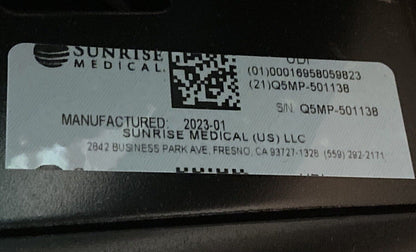 SUNRISE
MEDICAL.
UDI
(01)00016958059823
(21)Q5MP-501138
S/N Q5MP-501138
MANUFACTURED: 2023-01
SUNRISE MEDICAL (US) LLC
2842 BUSINESS PARK AVE, FRESNO, CA 93727-1328 (559) 292-2171